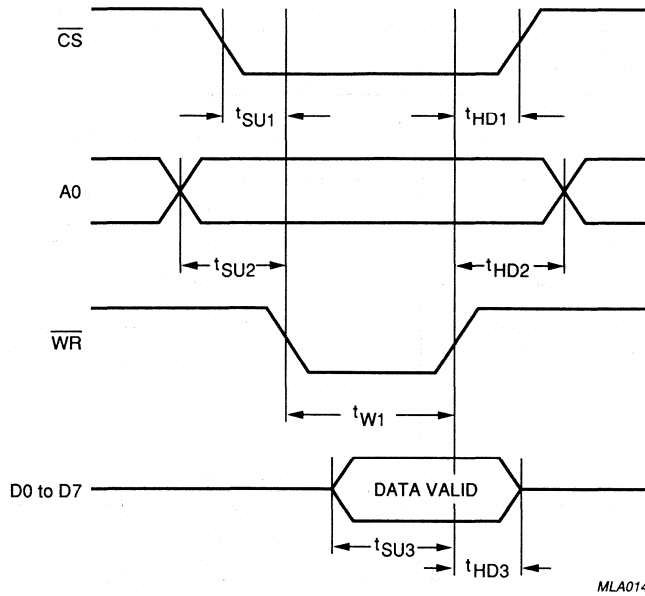 CS
tSU1
tHD1
A0
tSU2
tHD2
WR
tW1
D0 to D7
DATA VALID
tSU3
tHD3
MLA014